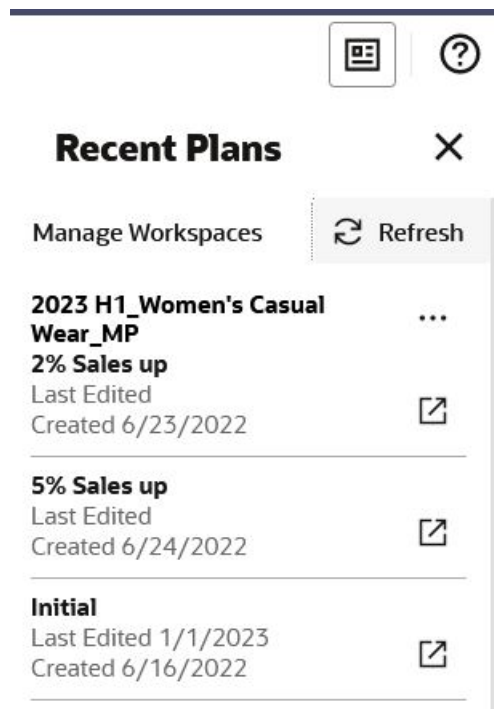 Recent Plans
Manage Workspaces
Refresh
2023 H1_Women's Casual
Wear_MP
2% Sales up
Last Edited
Created 6/23/2022
5% Sales up
Last Edited
Created 6/24/2022
Initial
Last Edited 1/1/2023
Created 6/16/2022